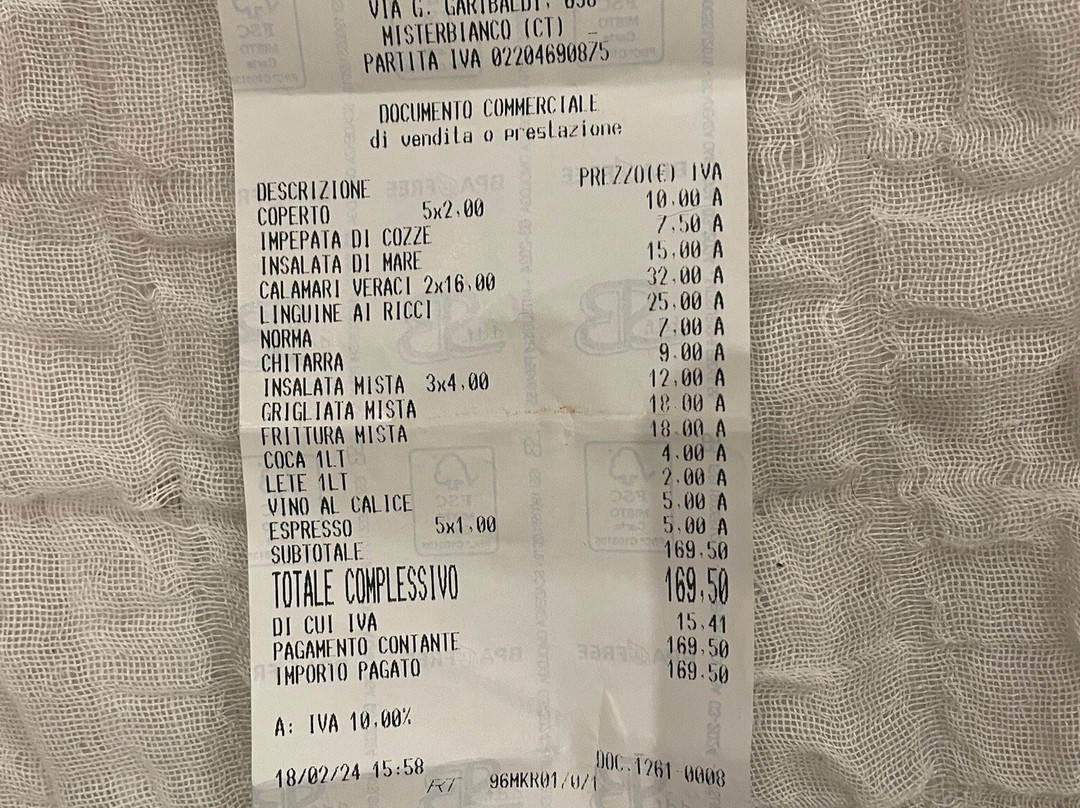 VIA G. GARIBALDI, 638
MISTERBIANCO (CT)
PARTITA IVA 02204690875
DOCUMENTO COMMERCIALE
di vendita o prestazione
DESCRIZIONE PREZZO(€) IVA
COPERTO 5x2,00 10,00 A
IMPEPATA DI COZZE 7,50 A
INSALATA DI MARE 15,00 A
CALAMARI VERACI 2x16,00 32,00 A
LINGUINE AI RICCI 25,00 A
NORMA 7,00 A
CHITARRA 9,00 A
INSALATA MISTA 3x4,00 12,00 A
GRIGLIATA MISTA 18,00 A
FRITTURA MISTA 18,00 A
COCA 1LT 4,00 A
LETE 1LT 2,00 A
VINO AL CALICE 5,00 A
ESPRESSO 5x1,00 5,00 A
SUBTOTALE 169,50
TOTALE COMPLESSIVO 169,50
DI CUI IVA 15,41
PAGAMENTO CONTANTE 169,50
IMPORTO PAGATO 169,50
A: IVA 10,00%
18/02/24 15:58 DOC.1261-0008
RT 96MKR01/0/1